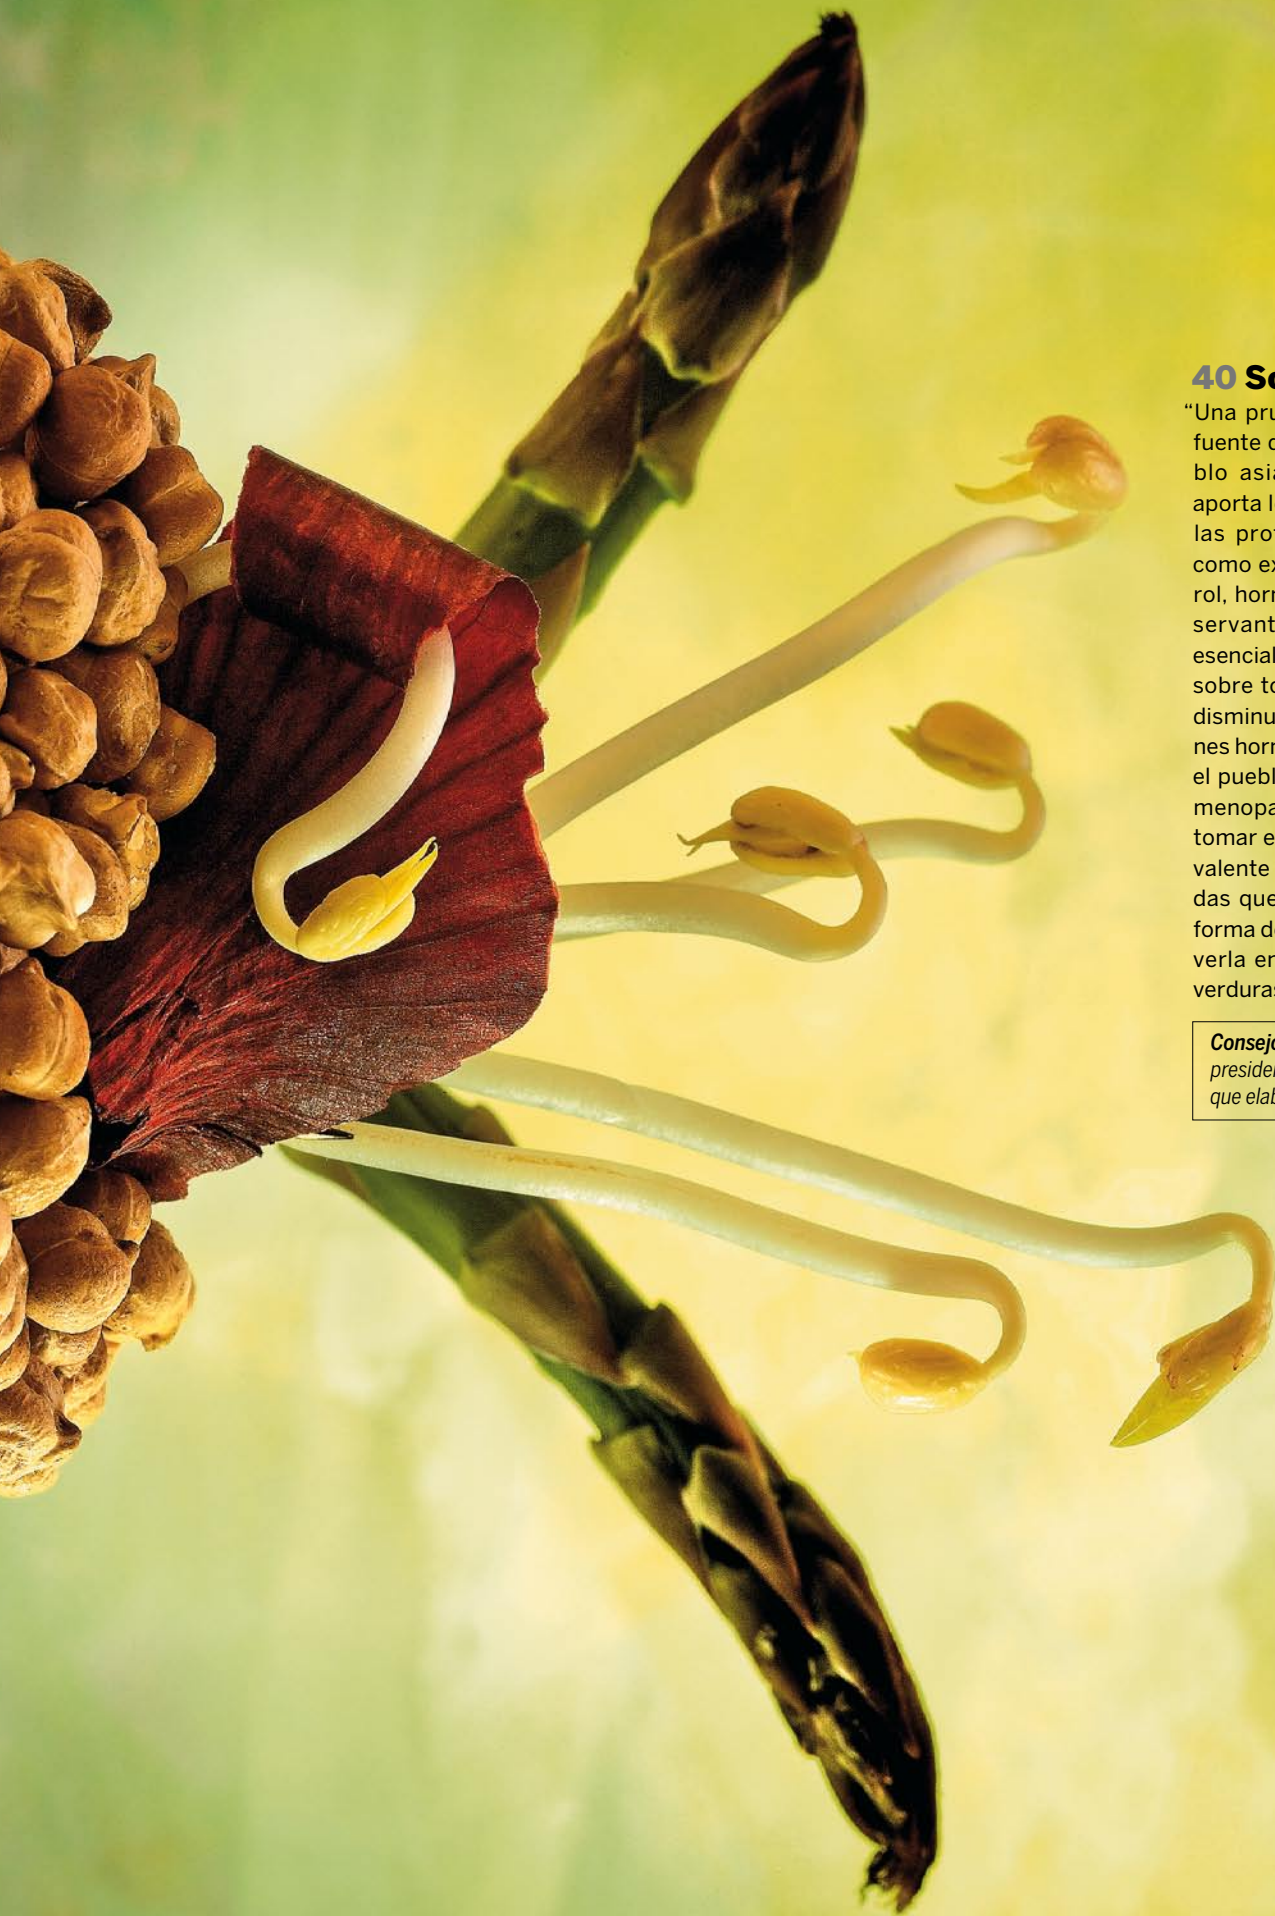 40 So
“Una pru
fuente d
blo asia
aporta l
las prot
como ex
rol, horm
servant
esencial
sobre to
disminu
nes horm
el puebl
menopa
tomar e
valente
das que
forma de
verla en
verduras
Consejo
presiden
que elab